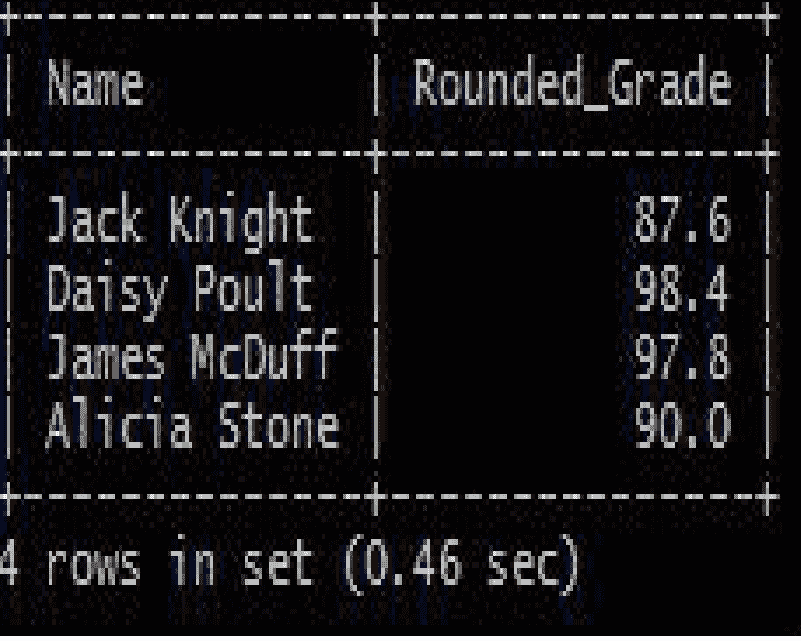 +--------------+----------------+
| Name | Rounded_Grade |
+--------------+----------------+
| Jack Knight | 87.6 |
| Daisy Poult | 98.4 |
| James McDuff | 97.8 |
| Alicia Stone | 90.0 |
+--------------+----------------+
4 rows in set (0.46 sec)